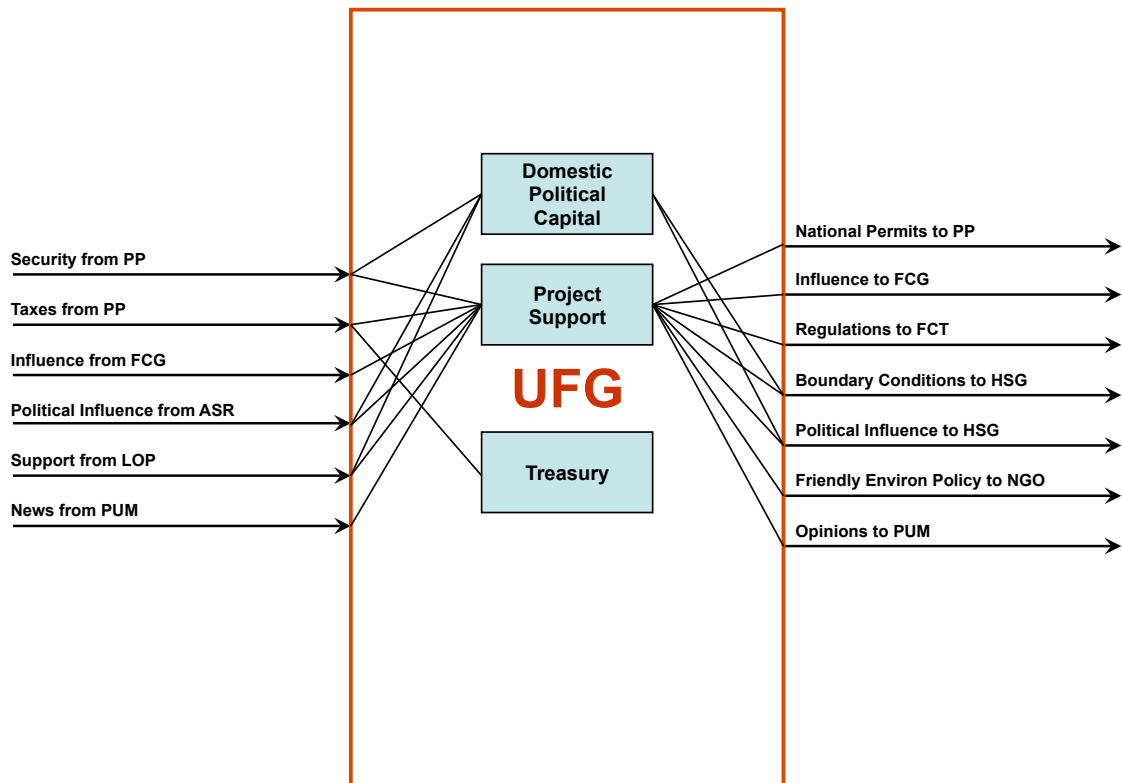 Security from PP
Taxes from PP
Influence from FCG
Political Influence from ASR
Support from LOP
News from PUM
Domestic
Political
Capital
Project
Support
UFG
Treasury
National Permits to PP
Influence to FCG
Regulations to FCT
Boundary Conditions to HSG
Political Influence to HSG
Friendly Environ Policy to NGO
Opinions to PUM